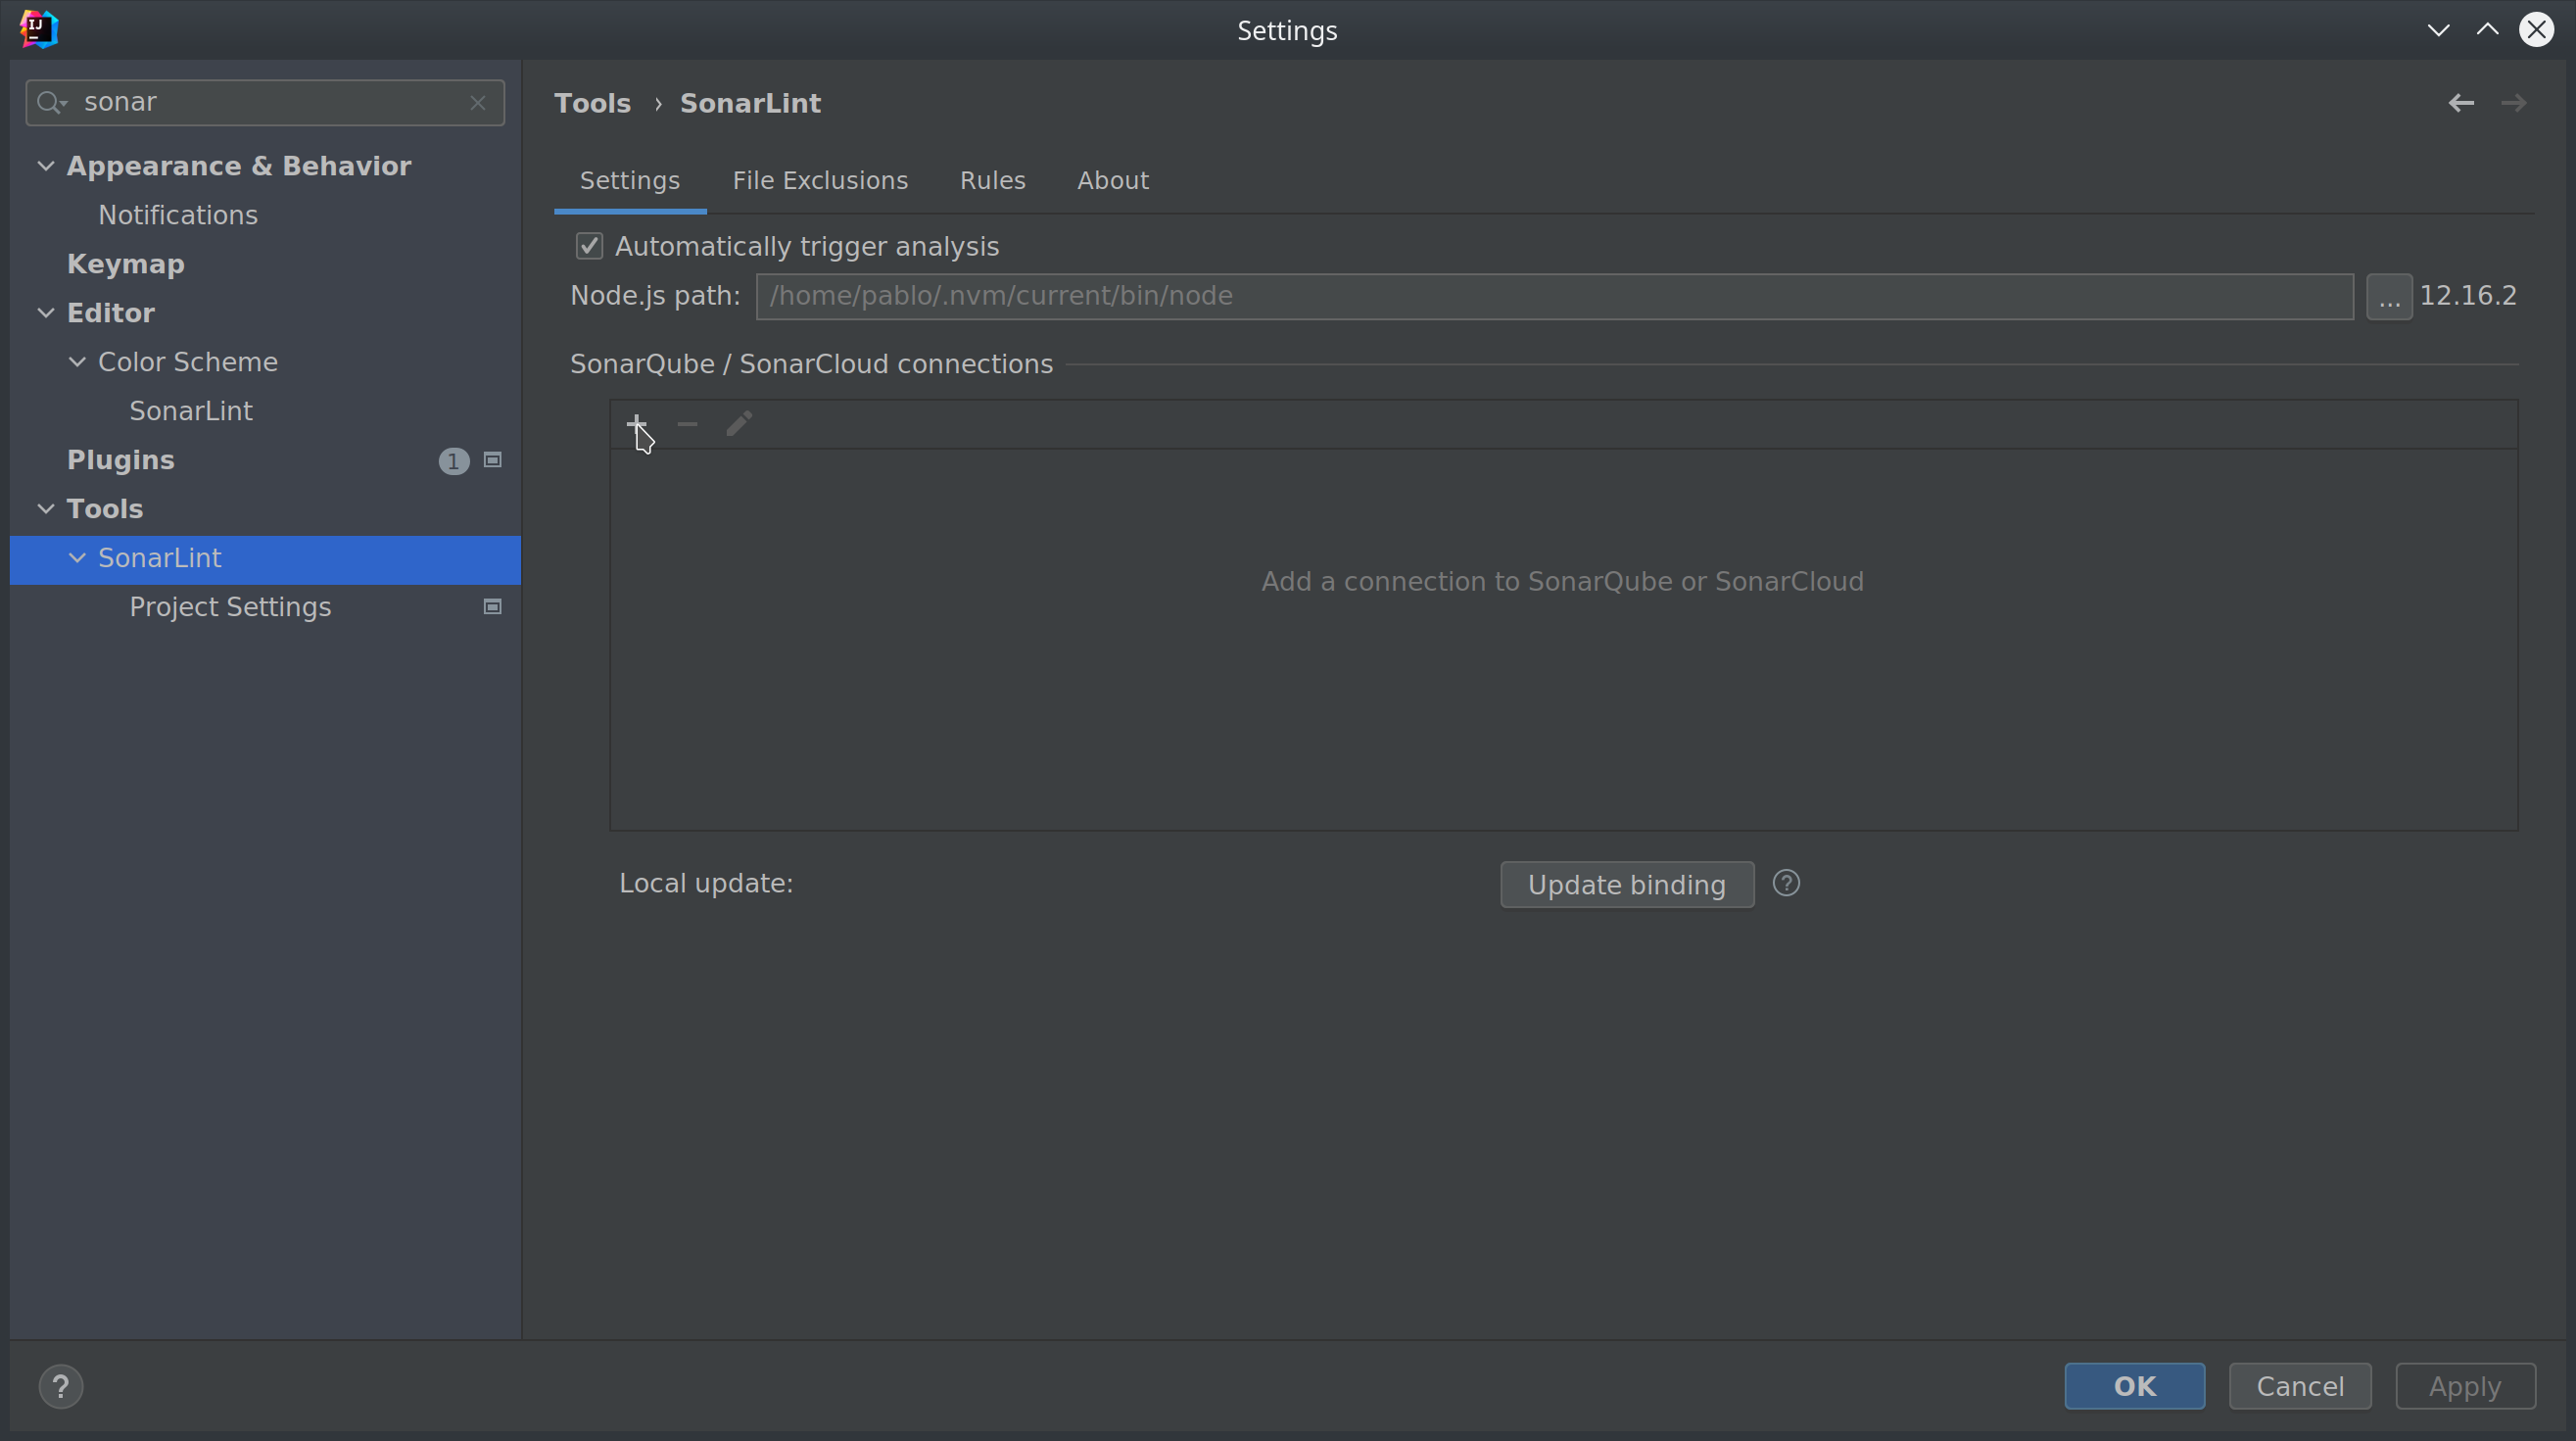 IJ
Settings
sonar
Appearance & Behavior
Notifications
Keymap
Editor
Color Scheme
SonarLint
Plugins 1
Tools
SonarLint
Project Settings
Tools › SonarLint
Settings File Exclusions Rules About
Automatically trigger analysis
Node.js path: /home/pablo/.nvm/current/bin/node ... 12.16.2
SonarQube / SonarCloud connections
Add a connection to SonarQube or SonarCloud
Local update: Update binding ?
? OK Cancel Apply